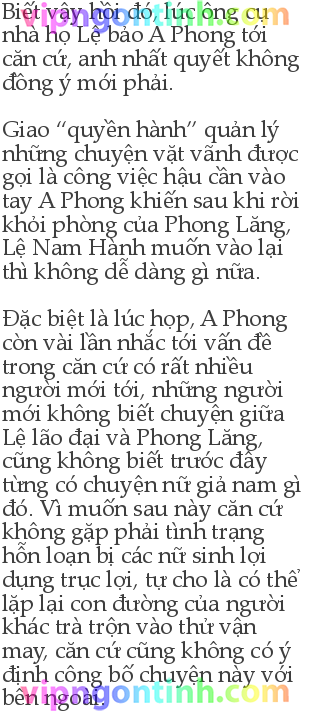 Biết vậy hồi đó, lúc ông cụ
nhà họ Lệ bảo A Phong tới
căn cứ, anh nhất quyết không
đồng ý mới phải.
Giao “quyền hành” quản lý
những chuyện vặt vãnh được
gọi là công việc hậu cần vào
tay A Phong khiến sau khi rời
khỏi phòng của Phong Lăng,
Lệ Nam Hành muốn vào lại
thì không dễ dàng gì nữa.
Đặc biệt là lúc họp, A Phong
còn vài lần nhắc tới vấn đề
trong căn cứ có rất nhiều
người mới tới, những người
mới không biết chuyện giữa
Lệ lão đại và Phong Lăng,
cũng không biết trước đây
từng có chuyện nữ giả nam gì
đó. Vì muốn sau này căn cứ
không gặp phải tình trạng
hỗn loạn bị các nữ sinh lợi
dụng trục lợi, tự cho là có thể
lặp lại con đường của người
khác trà trộn vào thử vận
may, căn cứ cũng không có ý
định công bố chuyện này với
bên ngoài.
vipngontinh.com
vipngontinh.com